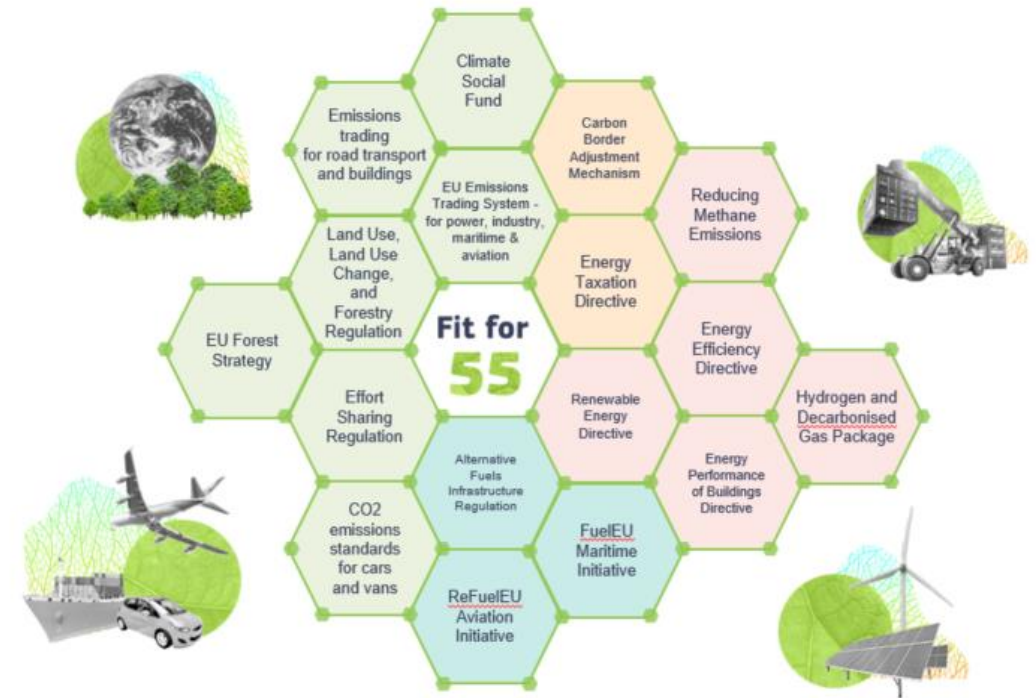 Climate
Social
Fund
Emissions
trading
for road transport
and buildings
Carbon
Border
Adjustment
Mechanism
EU Emissions
Trading System -
for power, industry,
maritime &
aviation
Reducing
Methane
Emissions
Land Use,
Land Use
Change,
and
Forestry
Regulation
Energy
Taxation
Directive
EU Forest
Strategy
Fit for
55
Energy
Efficiency
Directive
Effort
Sharing
Regulation
Renewable
Energy
Directive
Hydrogen and
Decarbonised
Gas Package
Alternative
Fuels
Infrastructure
Regulation
Energy
Performance
of Buildings
Directive
CO2
emissions
standards
for cars
and vans
FuelEU
Maritime
Initiative
ReFuelEU
Aviation
Initiative